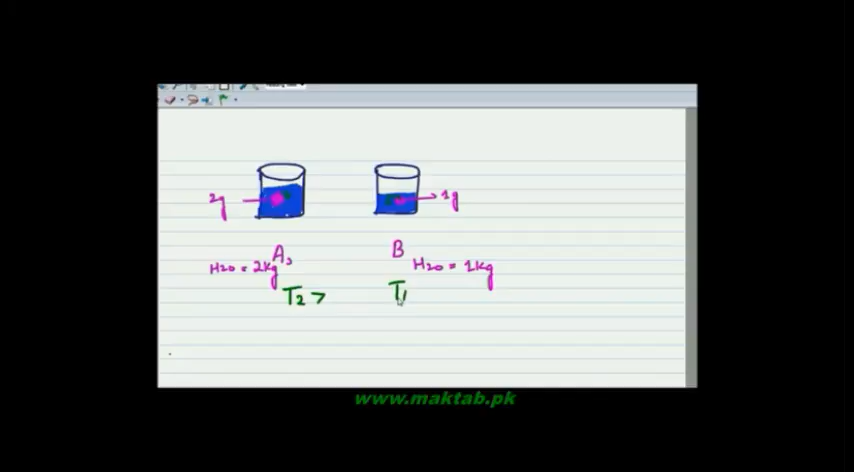 2g
1g
A,
B
H2O = 2kg
H2O = 1kg
T2 >
T1
www.maktab.pk